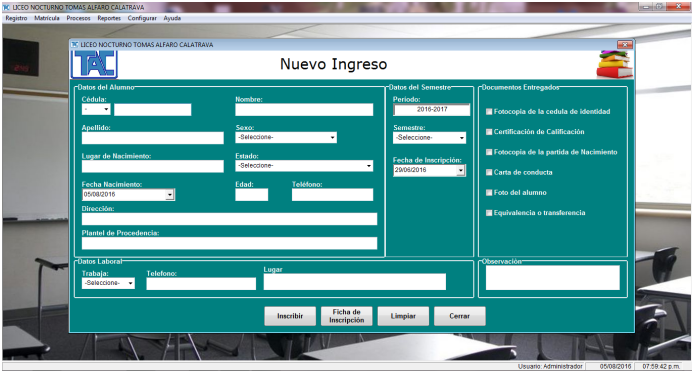 LICEO NOCTURNO TOMAS ALFARO CALATRAVA
Registro Matrícula Procesos Reportes Configurar Ayuda
LICEO NOCTURNO TOMAS ALFARO CALATRAVA
TAC
Nuevo Ingreso
Datos del Alumno
Cédula:
-
Nombre:
Apellido:
Sexo:
-Seleccione-
Lugar de Nacimiento:
Estado:
-Seleccione-
Fecha Nacimiento:
05/08/2016
Edad:
Teléfono:
Dirección:
Plantel de Procedencia:
Datos del Semestre
Período:
2016-2017
Semestre:
-Seleccione-
Fecha de Inscripción:
29/06/2016
Documentos Entregados
Fotocopia de la cedula de identidad
Certificación de Calificación
Fotocopia de la partida de Nacimiento
Carta de conducta
Foto del alumno
Equivalencia o transferencia
Datos Laboral
Trabaja:
-Seleccione-
Telefono:
Lugar
Observación
Inscribir
Ficha de
Inscripción
Limpiar
Cerrar
Usuario: Administrador 05/08/2016 07:59:42 p.m.